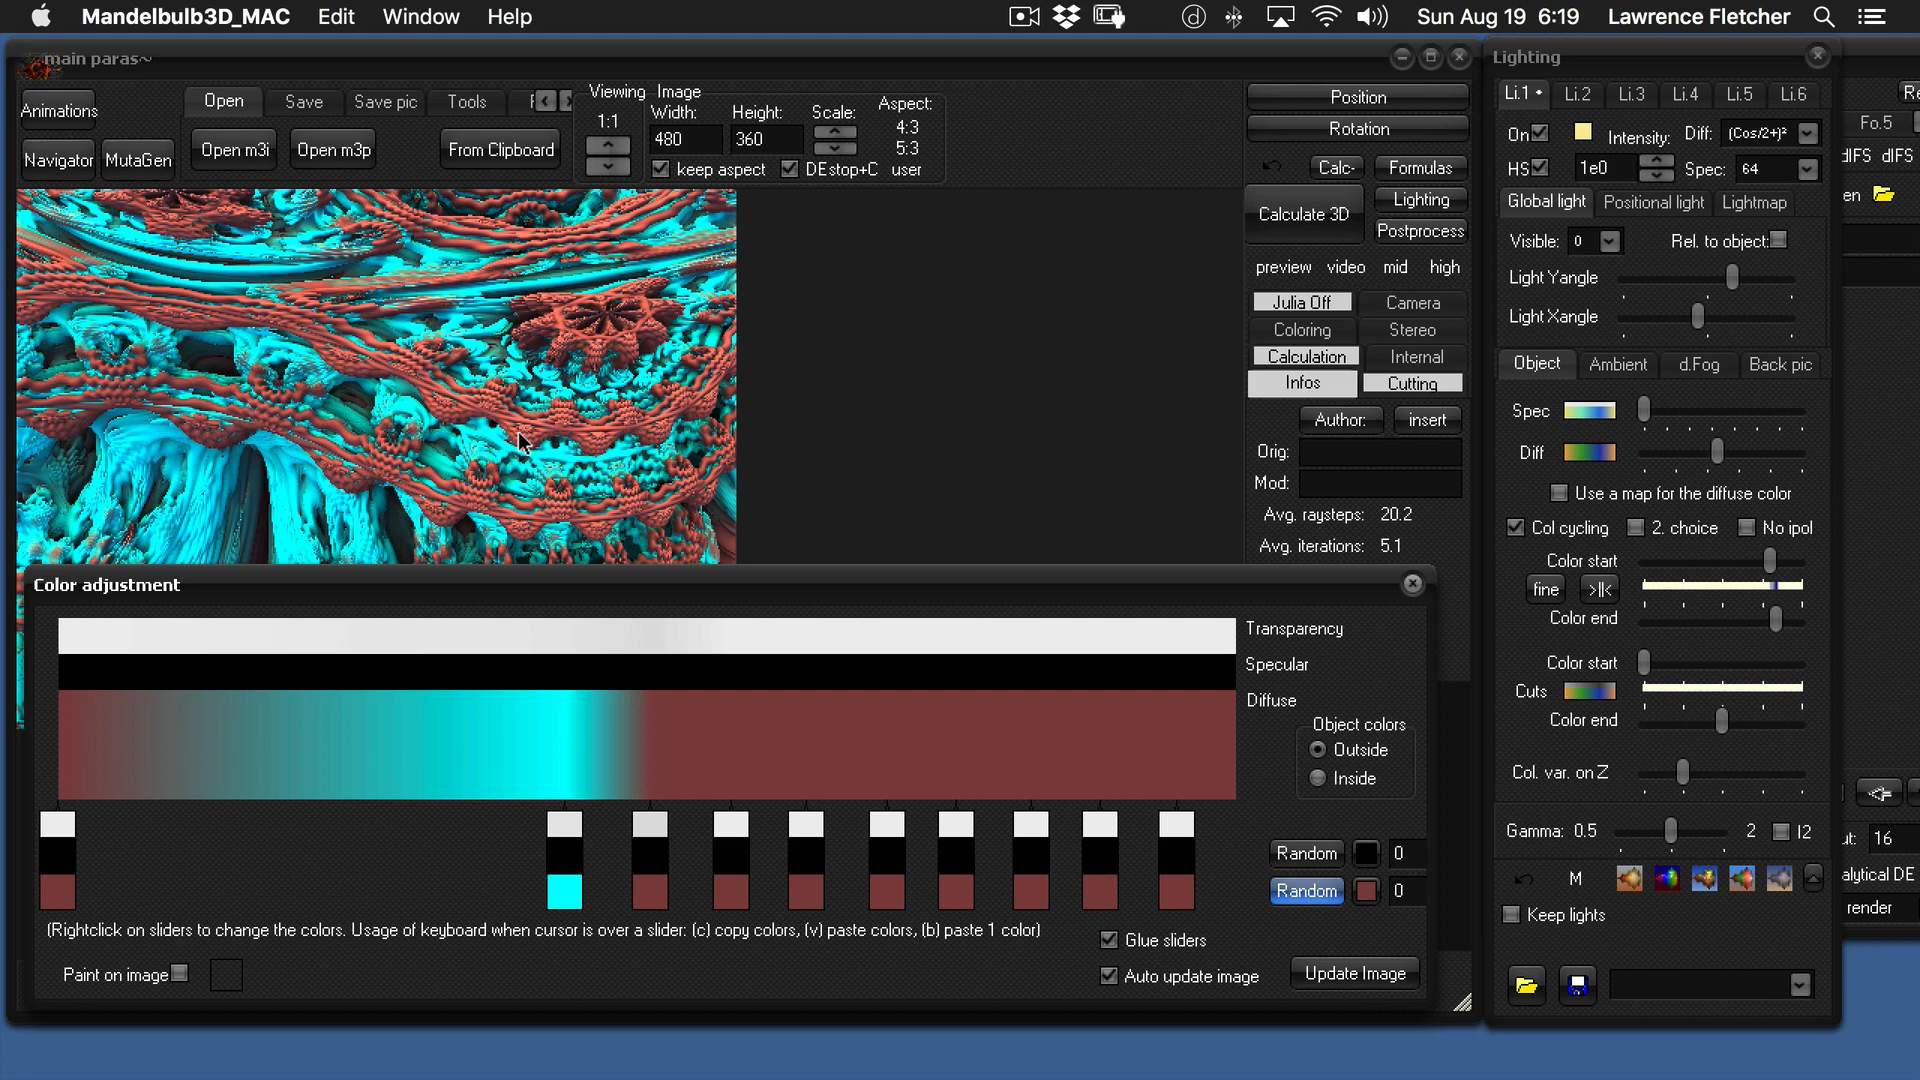 Mandelbulb3D_MAC Edit Window Help
Sun Aug 19 6:19 Lawrence Fletcher
main paras~
Animations
Navigator MutaGen
Open Save Save pic Tools
Open m3i Open m3p From Clipboard
Viewing
1:1
Image
Width: Height: Scale: Aspect:
480 360 4:3
5:3
keep aspect DEstop+C user
Position
Rotation
Calc- Formulas
Calculate 3D Lighting
Postprocess
preview video mid high
Julia Off Camera
Coloring Stereo
Calculation Internal
Infos Cutting
Author: insert
Orig:
Mod:
Avg. raysteps: 20.2
Avg. iterations: 5.1
Color adjustment
Transparency
Specular
Diffuse
Object colors
Outside
Inside
Random 0
Random 0
(Rightclick on sliders to change the colors. Usage of keyboard when cursor is over a slider: (c) copy colors, (v) paste colors, (b) paste 1 color)
Glue sliders
Paint on image
Auto update image Update Image
Lighting
Li.1 Li.2 Li.3 Li.4 Li.5 Li.6
On Intensity: Diff: (Cos/2+)²
HS 1e0 Spec: 64
Global light Positional light Lightmap
Visible: 0 Rel. to object:
Light Yangle
Light Xangle
Object Ambient d.Fog Back pic
Spec
Diff
Use a map for the diffuse color
Col cycling 2. choice No ipol
Color start
fine >||<
Color end
Color start
Cuts
Color end
Col. var. on Z
Gamma: 0.5 2 I2
M
Keep lights
Re
Fo.5
dIFS dIFS
en
ut: 16
alytical DE
render